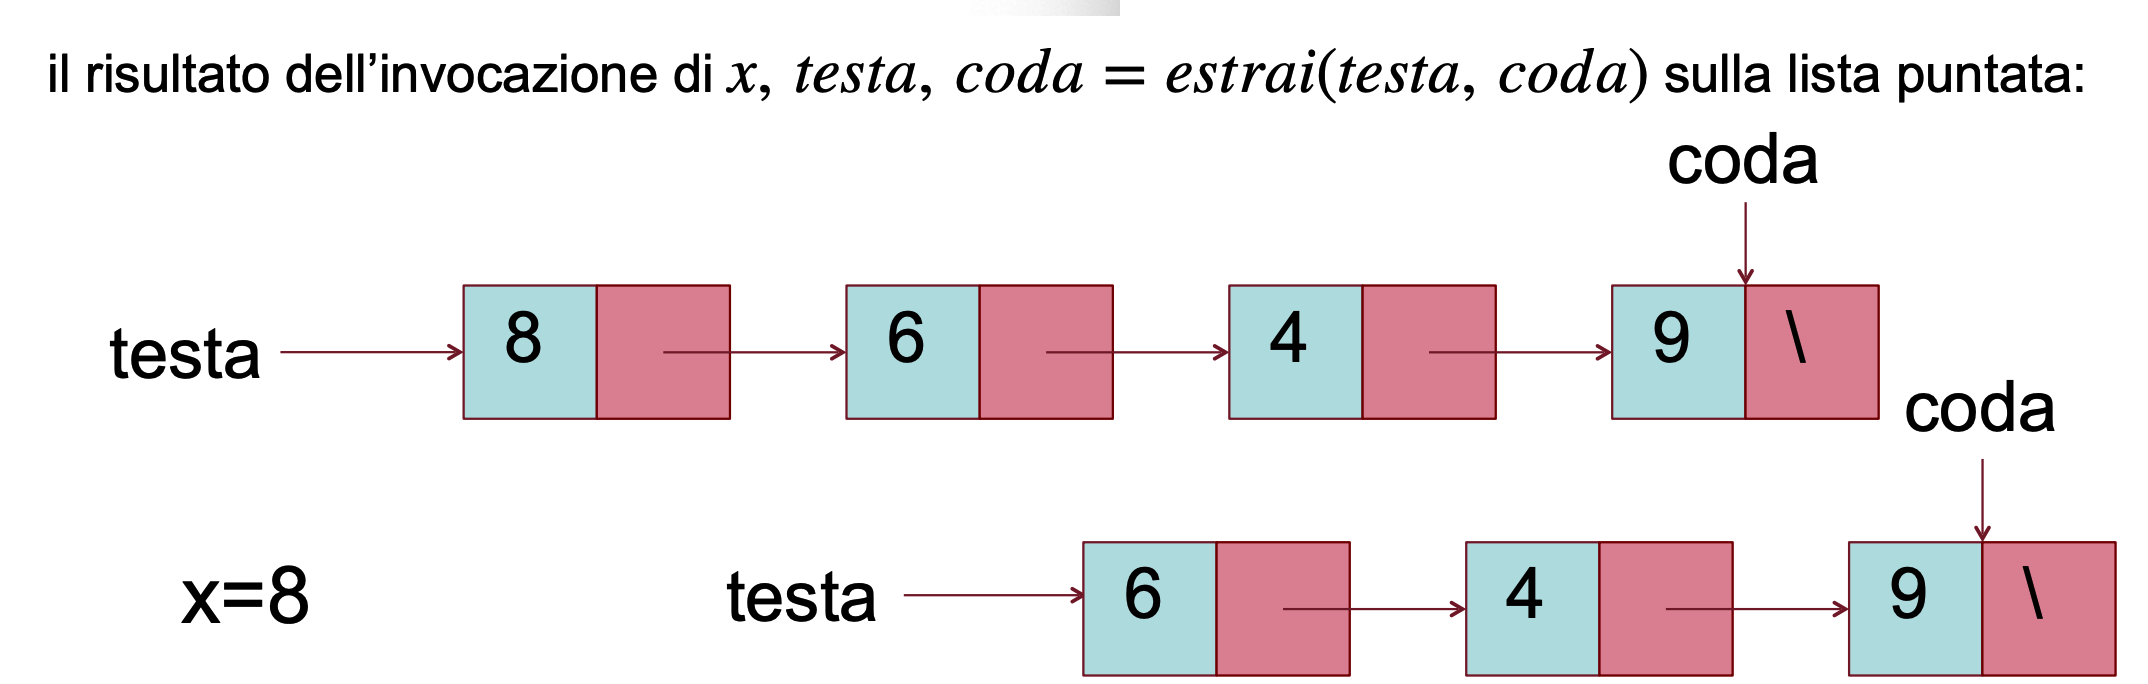 il risultato dell’invocazione di x, testa, coda = estrai(testa, coda) sulla lista puntata:
coda
testa 8 6 4 9 \
coda
x=8 testa 6 4 9 \